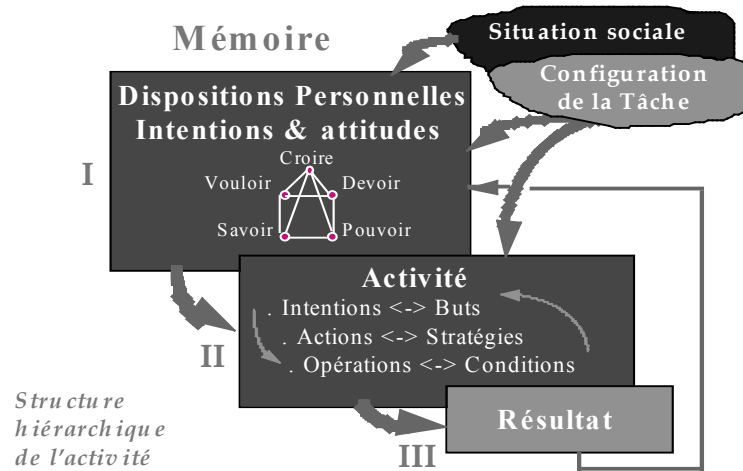 Mémoire
Situation sociale
Configuration
de la Tâche
Dispositions Personnelles
Intentions & attitudes
Croire
Vouloir
Devoir
Savoir
Pouvoir
I
Activité
. Intentions <-> Buts
. Actions <-> Stratégies
. Opérations <-> Conditions
II
Résultat
III
Structure
hiérarchique
de l'activité